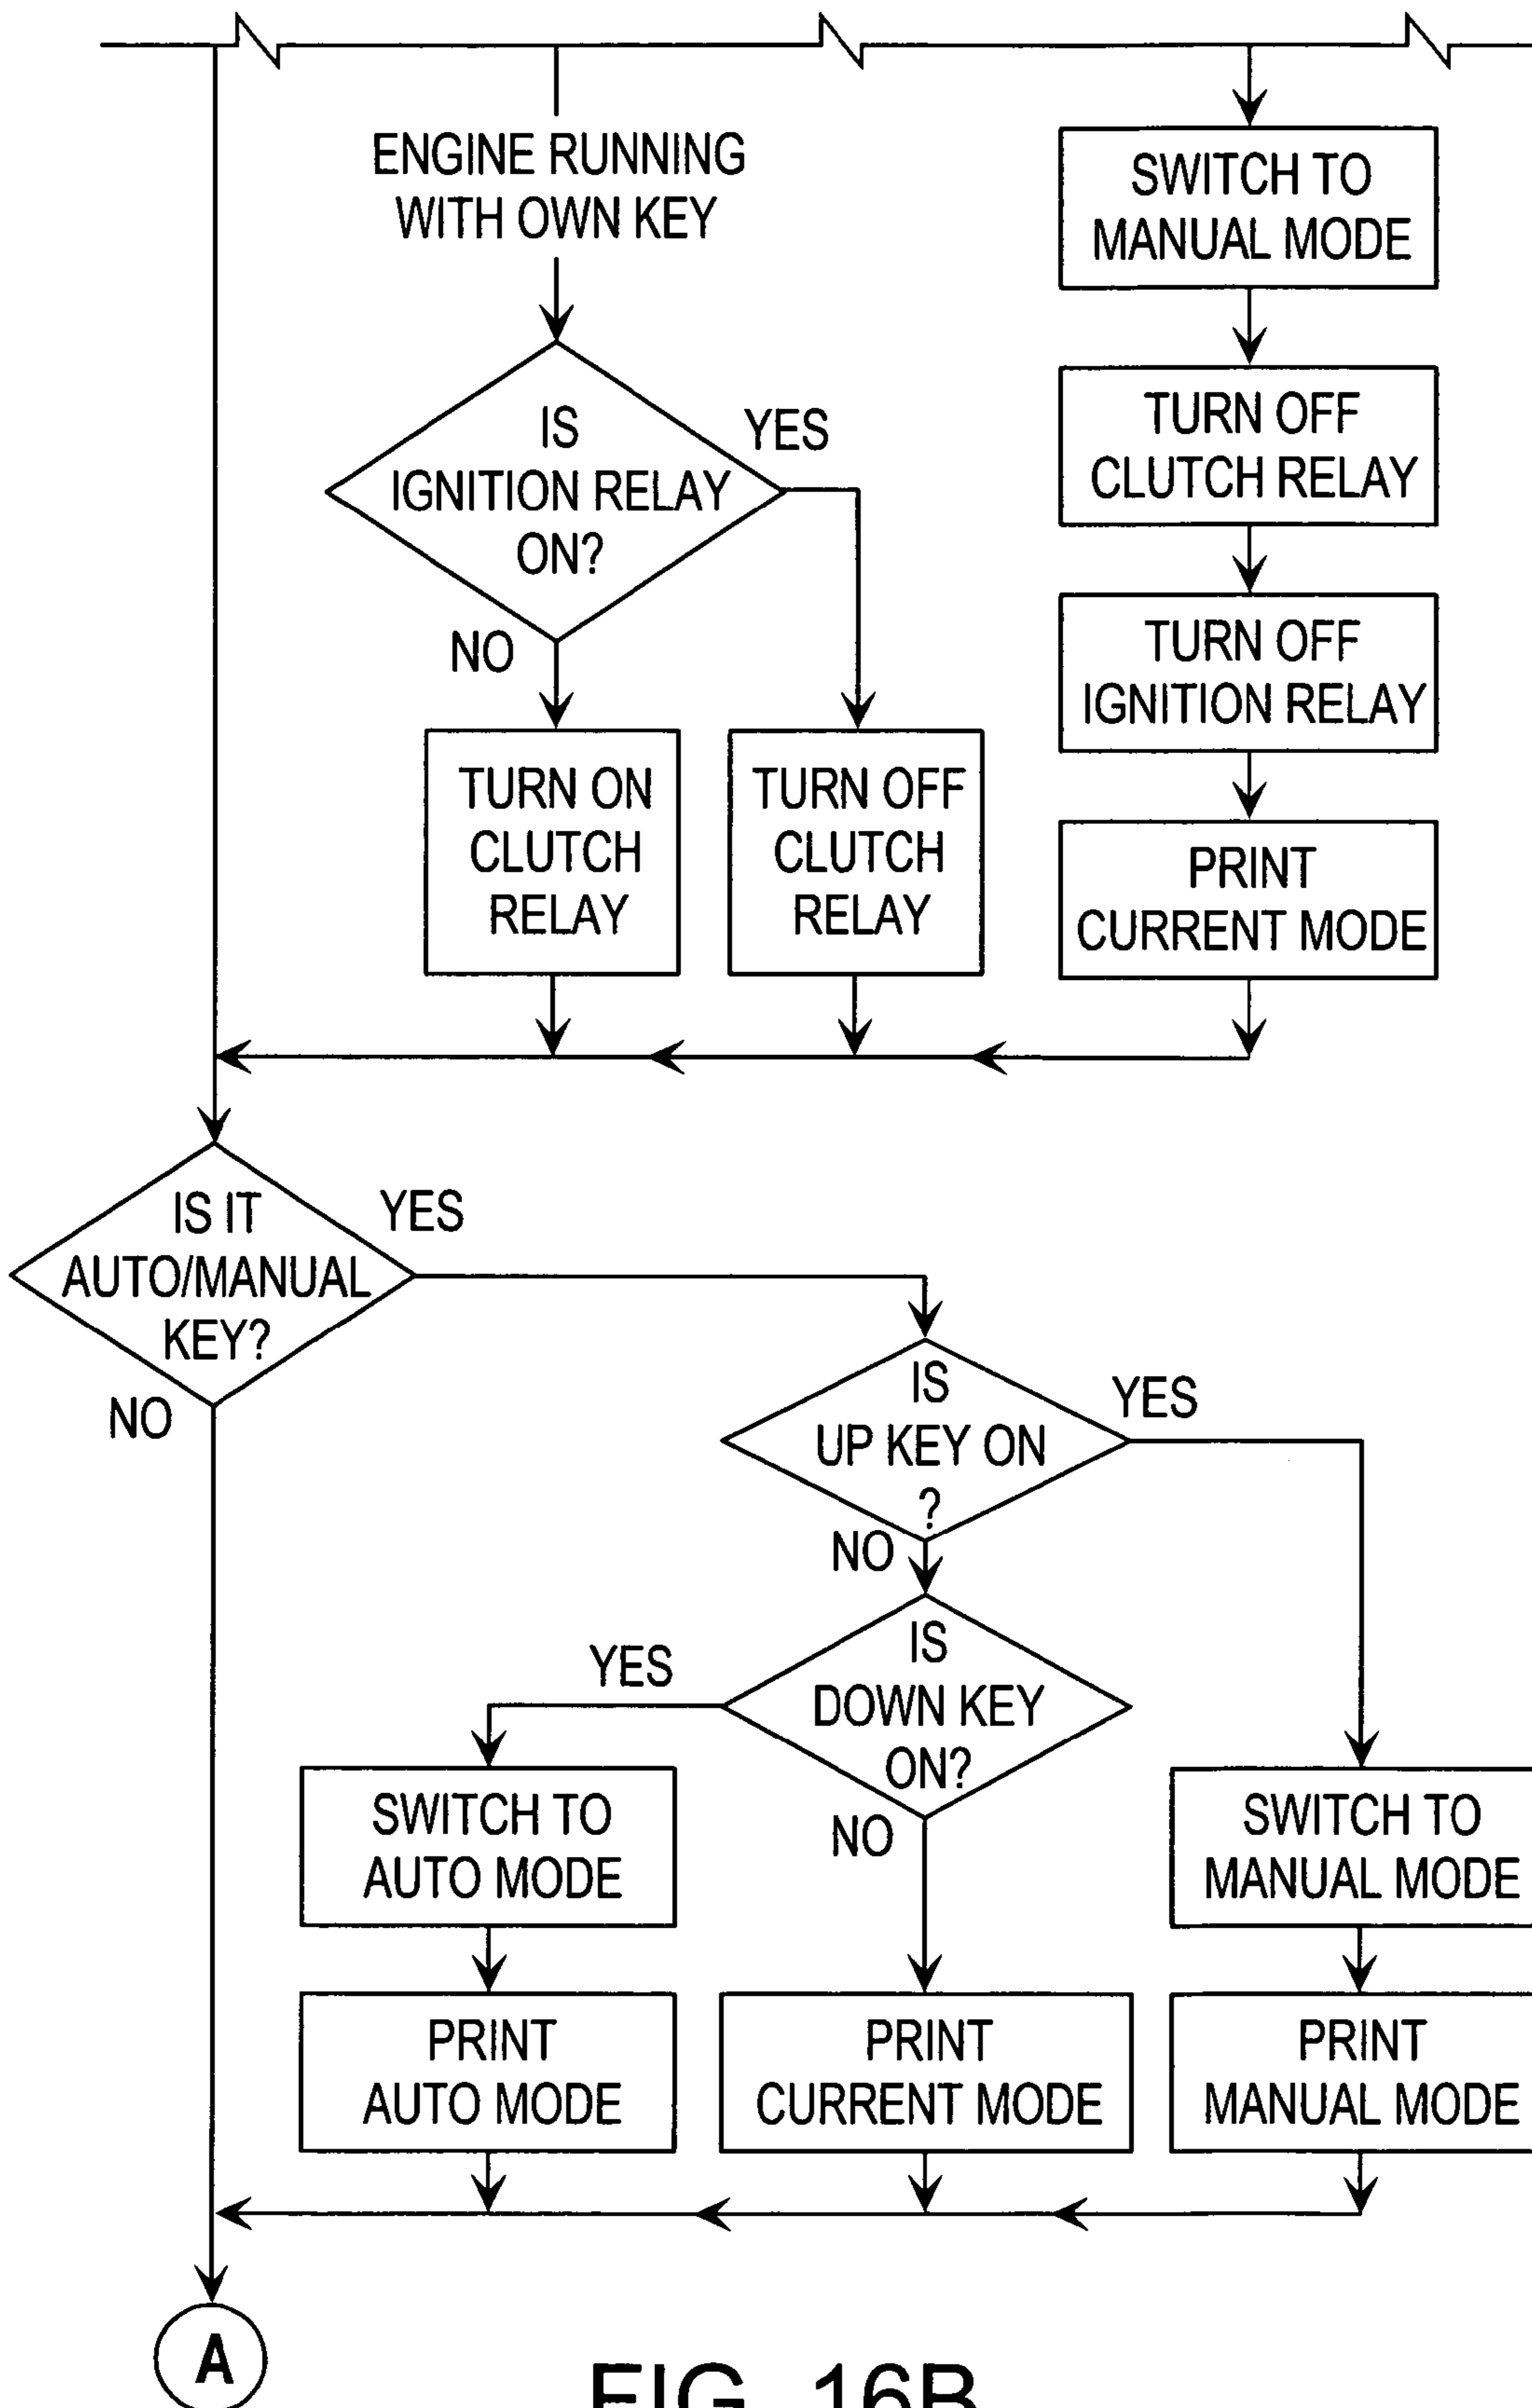 ENGINE RUNNING
WITH OWN KEY
SWITCH TO
MANUAL MODE
IS
IGNITION RELAY
ON?
YES
NO
TURN OFF
CLUTCH RELAY
TURN OFF
IGNITION RELAY
TURN ON
CLUTCH
RELAY
TURN OFF
CLUTCH
RELAY
PRINT
CURRENT MODE
IS IT
AUTO/MANUAL
KEY?
YES
NO
IS
UP KEY ON
?
YES
NO
IS
DOWN KEY
ON?
YES
NO
SWITCH TO
AUTO MODE
SWITCH TO
MANUAL MODE
PRINT
AUTO MODE
PRINT
CURRENT MODE
PRINT
MANUAL MODE
A
FIG. 16B